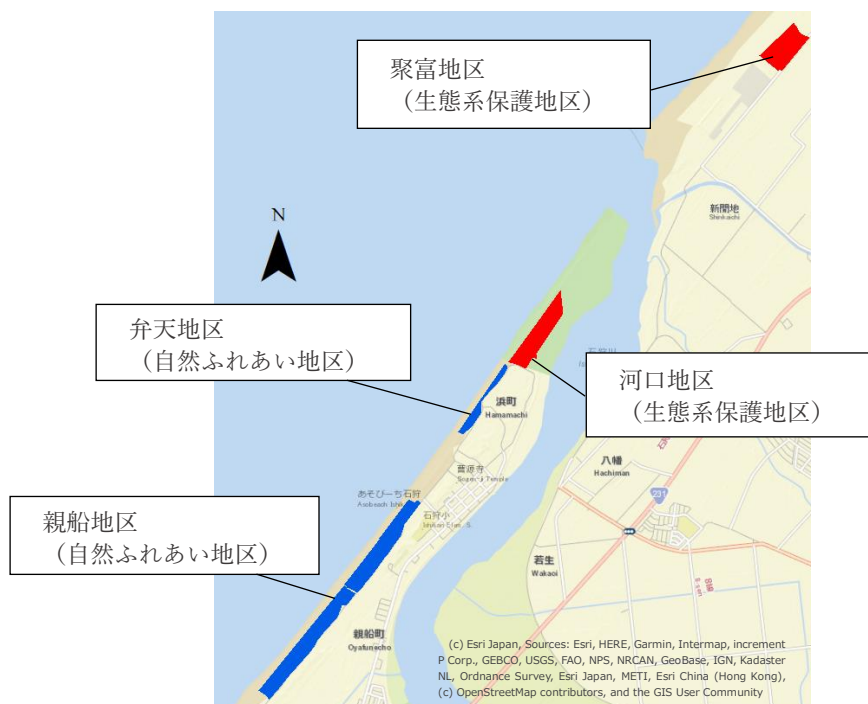 聚富地区
(生態系保護地区)
新開地
Shinkaichi
N
弁天地区
(自然ふれあい地区)
河口地区
(生態系保護地区)
浜町
Hamamachi
八幡
Hachiman
231
あそびーち石狩
石狩小
親船地区
(自然ふれあい地区)
若生
Wakaoi
親船町
Oyafunecho
(c) Esri Japan, Sources: Esri, HERE, Garmin, Intermap, increment
P Corp., GEBCO, USGS, FAO, NPS, NRCAN, GeoBase, IGN, Kadaster
NL, Ordnance Survey, Esri Japan, METI, Esri China (Hong Kong),
(c) OpenStreetMap contributors, and the GIS User Community